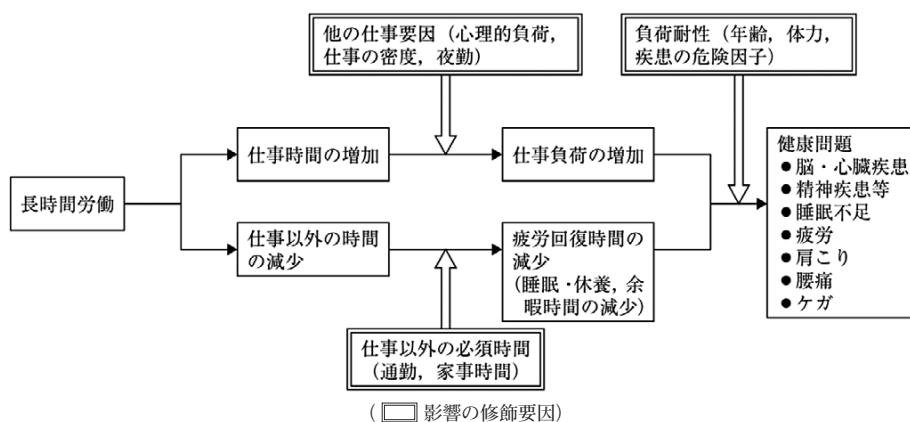 他の仕事要因（心理的負荷，
仕事の密度，夜勤）
負荷耐性（年齢，体力，
疾患の危険因子）
仕事時間の増加
仕事負荷の増加
長時間労働
仕事以外の時間
の減少
疲労回復時間の
減少
（睡眠・休養，余
暇時間の減少）
健康問題
●脳・心臓疾患
●精神疾患等
●睡眠不足
●疲労
●肩こり
●腰痛
●ケガ
仕事以外の必須時間
（通勤，家事時間）
（ 影響の修飾要因）